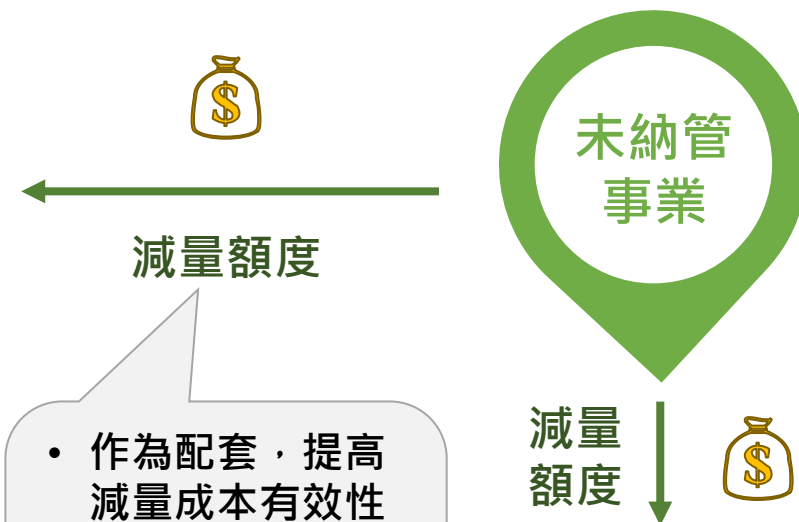 未納管
事業
減量額度
減量
額度
• 作為配套，提高
減量成本有效性
$
$